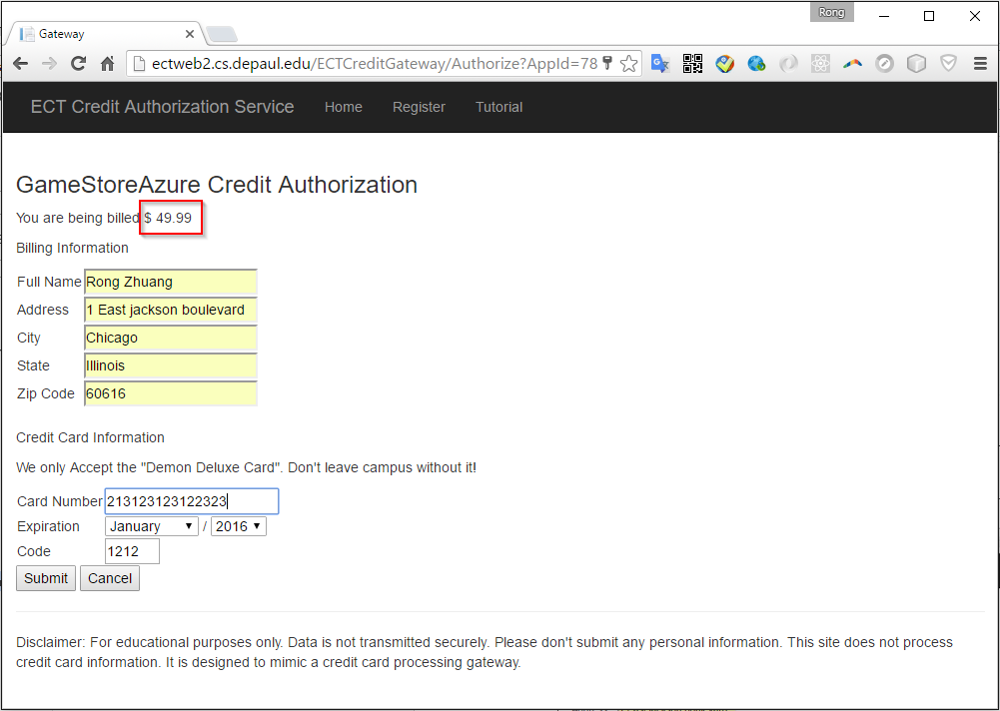 Rong
Gateway
ectweb2.cs.depaul.edu/ECTCreditGateway/Authorize?AppId=78
ECT Credit Authorization Service Home Register Tutorial
GameStoreAzure Credit Authorization
You are being billed $ 49.99
Billing Information
Full Name Rong Zhuang
Address 1 East jackson boulevard
City Chicago
State Illinois
Zip Code 60616
Credit Card Information
We only Accept the "Demon Deluxe Card". Don't leave campus without it!
Card Number 213123123122323
Expiration January / 2016
Code 1212
Submit Cancel
Disclaimer: For educational purposes only. Data is not transmitted securely. Please don't submit any personal information. This site does not process
credit card information. It is designed to mimic a credit card processing gateway.